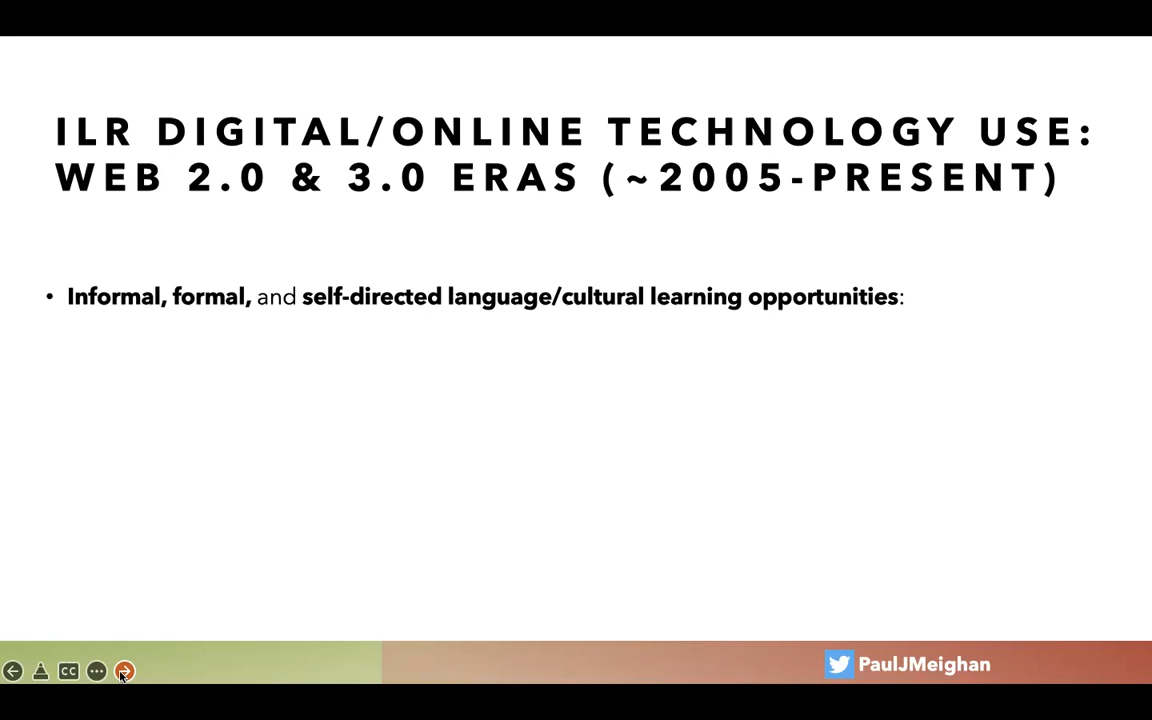 ILR DIGITAL/ONLINE TECHNOLOGY USE:
WEB 2.0 & 3.0 ERAS (~2005-PRESENT)
• Informal, formal, and self-directed language/cultural learning opportunities:
CC
PaulJMeighan